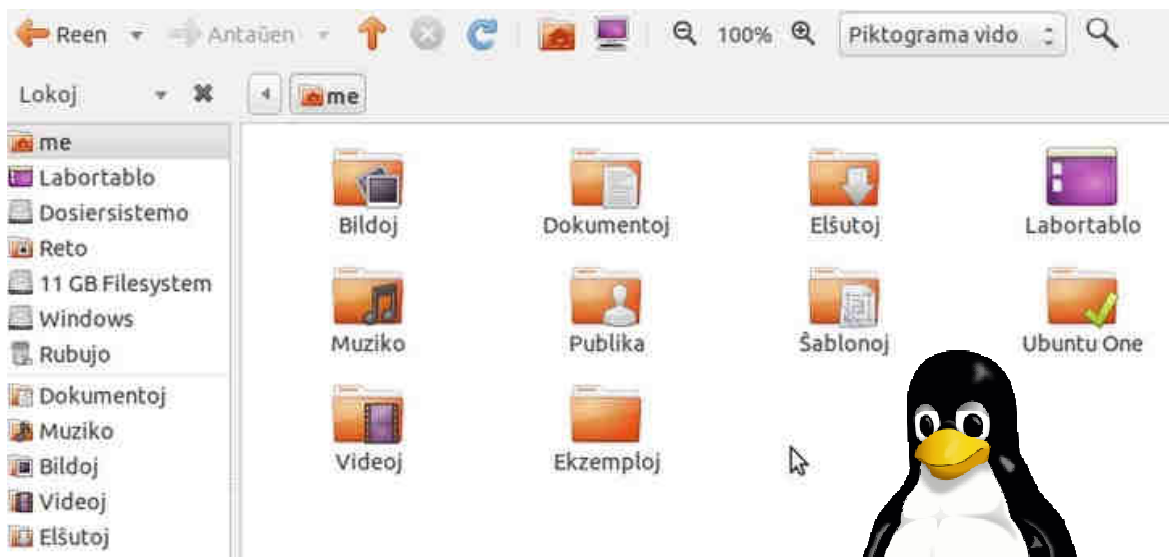 Reen Antaŭen 100% Piktograma vido
Lokoj me
me
Labortablo
Dosiersistemo
Reto
11 GB Filesystem
Windows
Rubujo
Dokumentoj
Muziko
Bildoj
Videoj
Elŝutoj
Bildoj Dokumentoj Elŝutoj Labortablo
Muziko Publika Ŝablonoj Ubuntu One
Videoj Ekzemploj